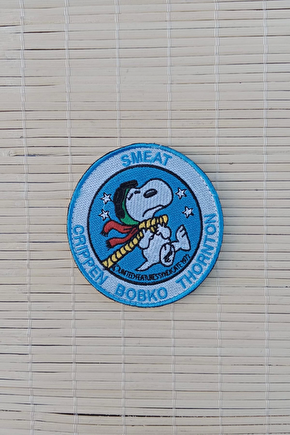 SMEAT
CRIPPEN BOBKO THORNTON